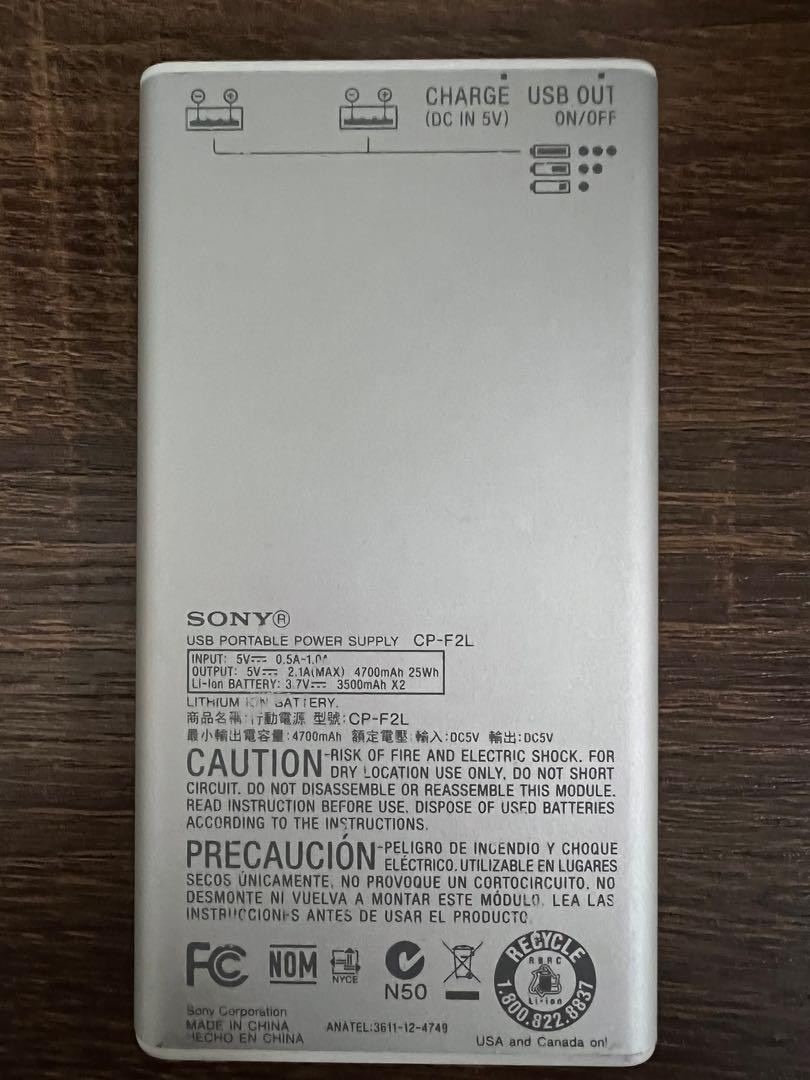 CHARGE USB OUT
(DC IN 5V) ON/OFF
SONY®
USB PORTABLE POWER SUPPLY CP-F2L
INPUT: 5V⎓ 0.5A-1.0A
OUTPUT: 5V⎓ 2.1A(MAX) 4700mAh 25Wh
Li-Ion BATTERY: 3.7V⎓ 3500mAh X2
LITHIUM ION BATTERY.
商品名稱:行動電源 型號:CP-F2L
最小輸出電容量:4700mAh 額定電壓 輸入:DC5V 輸出:DC5V
CAUTION-RISK OF FIRE AND ELECTRIC SHOCK. FOR
DRY LOCATION USE ONLY, DO NOT SHORT
CIRCUIT. DO NOT DISASSEMBLE OR REASSEMBLE THIS MODULE.
READ INSTRUCTION BEFORE USE. DISPOSE OF USED BATTERIES
ACCORDING TO THE INSTRUCTIONS.
PRECAUCIÓN-PELIGRO DE INCENDIO Y CHOQUE
ELÉCTRICO. UTILIZABLE EN LUGARES
SECOS ÚNICAMENTE, NO PROVOQUE UN CORTOCIRCUITO. NO
DESMONTE NI VUELVA A MONTAR ESTE MÓDULO. LEA LAS
INSTRUCCIONES ANTES DE USAR EL PRODUCTO
FC NOM NYCE N50
RECYCLE
RBRC
Li-ion
1.800.822.8837
Sony Corporation
MADE IN CHINA ANATEL:3611-12-4749
HECHO EN CHINA USA and Canada onl